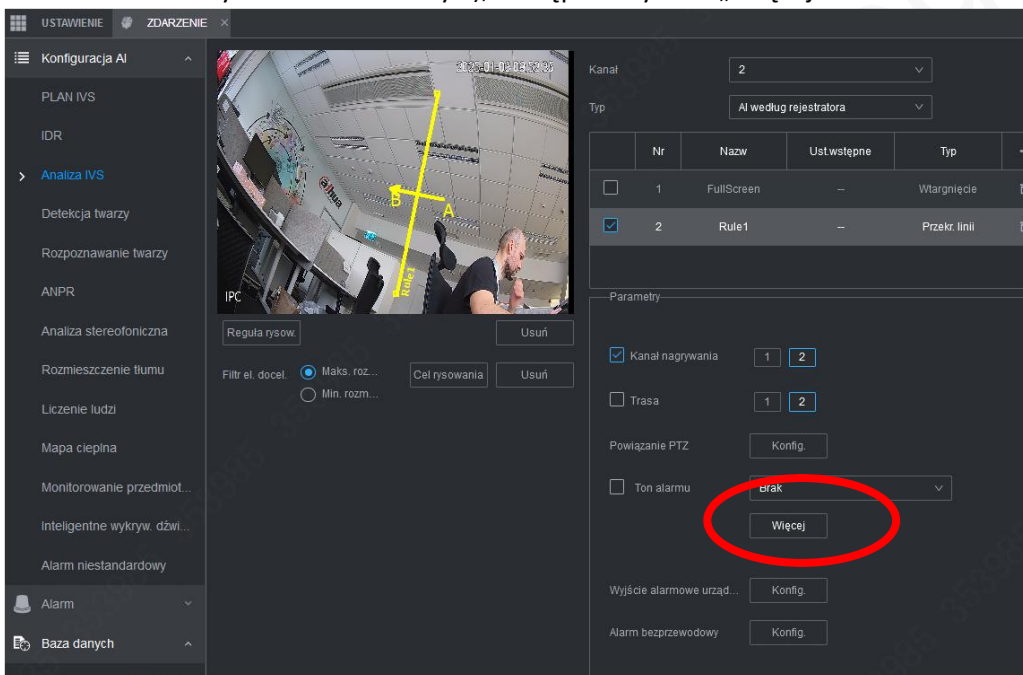 USTAWIENIE
ZDARZENIE
Konfiguracja AI
PLAN IVS
IDR
Analiza IVS
Detekcja twarzy
Rozpoznawanie twarzy
ANPR
Analiza stereofoniczna
Rozmieszczenie tłumu
Liczenie ludzi
Mapa cieplna
Monitorowanie przedmiot...
Inteligentne wykryw. dźwi...
Alarm niestandardowy
Alarm
Baza danych
alhua
B
A
Rule1
IPC
Reguła rysow.
Usuń
Filtr el. docel.
Maks. roz...
Min. rozm...
Cel rysowania
Usuń
Kanał
2
Typ
AI według rejestratora
Nr Nazw Ust.wstępne Typ
1 FullScreen -- Wtargnięcie
2 Rule1 -- Przekr. linii
Parametry
Kanał nagrywania 1 2
Trasa 1 2
Powiązanie PTZ Konfig.
Ton alarmu Brak
Więcej
Wyjście alarmowe urząd... Konfig.
Alarm bezprzewodowy Konfig.